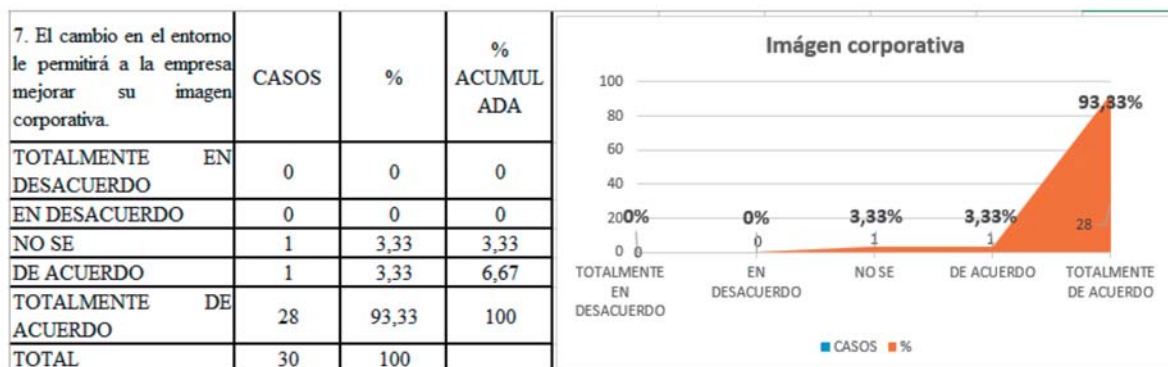 7. El cambio en el entorno
le permitirá a la empresa
mejorar su imagen
corporativa.
CASOS
%
%
ACUMUL
ADA
TOTALMENTE EN
DESACUERDO
0
0
0
EN DESACUERDO
0
0
0
NO SE
1
3,33
3,33
DE ACUERDO
1
3,33
6,67
TOTALMENTE DE
ACUERDO
28
93,33
100
TOTAL
30
100
Imágen corporativa
100
80
60
40
20
0
0%
0%
3,33%
3,33%
93,33%
0
0
1
1
28
TOTALMENTE
EN
DESACUERDO
EN
DESACUERDO
NO SE
DE ACUERDO
TOTALMENTE
DE ACUERDO
CASOS
%